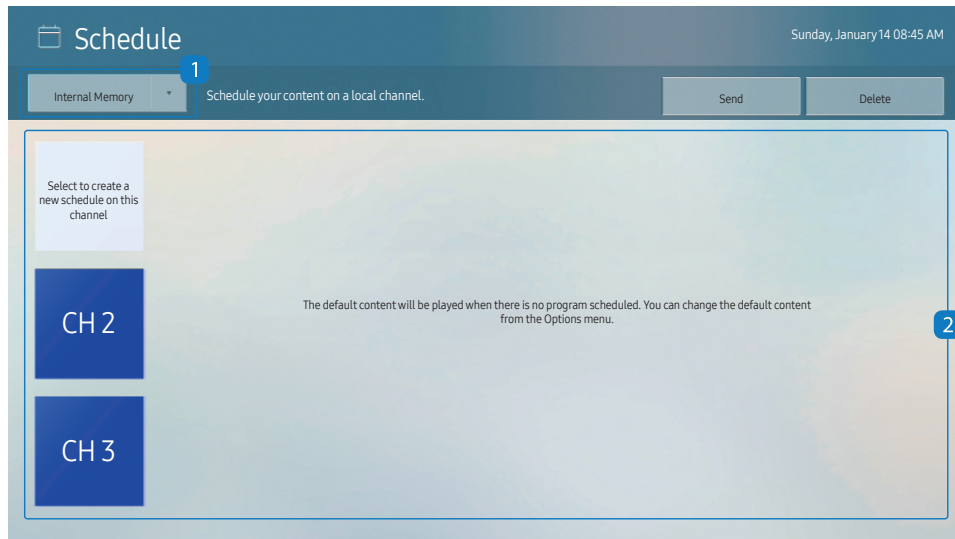 Schedule
Sunday, January 14 08:45 AM
1
Internal Memory
Schedule your content on a local channel.
Send
Delete
Select to create a
new schedule on this
channel
CH 2
The default content will be played when there is no program scheduled. You can change the default content
from the Options menu.
2
CH 3